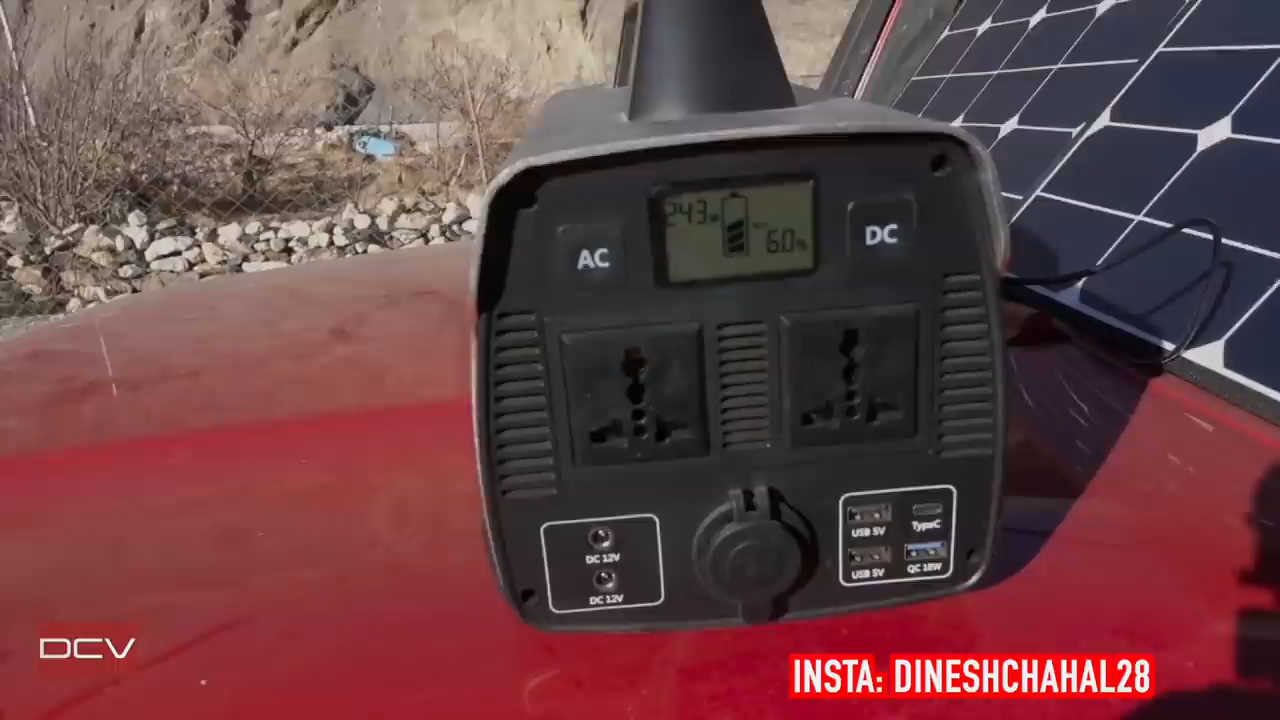 243
60%
AC
DC
DC 12V
DC 12V
USB 5V
TypeC
USB 5V
QC 18W
DCV
INSTA: DINESHCHAHAL28